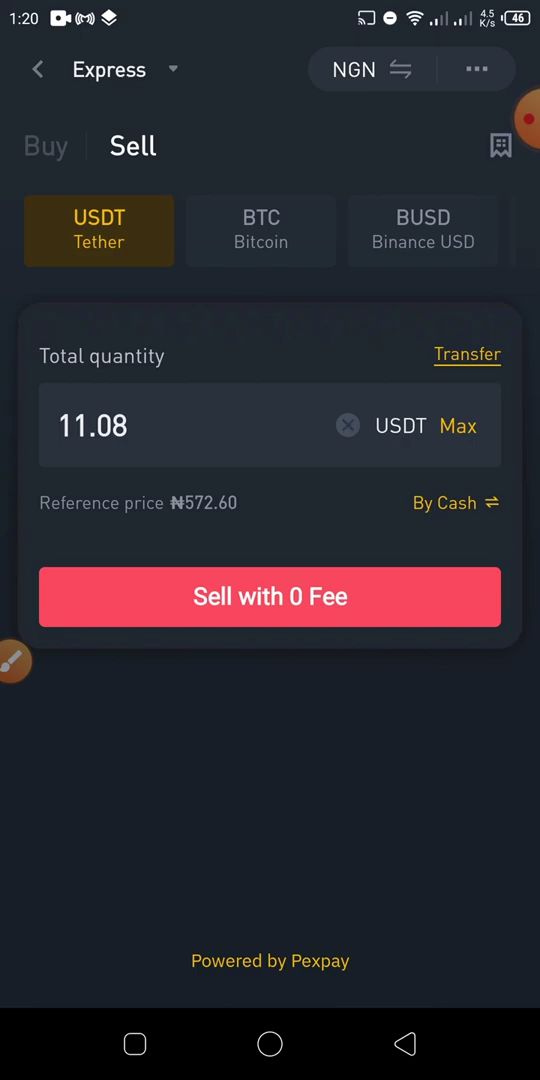 1:20
4.5
K/s
46
Express
NGN
Buy
Sell
USDT
Tether
BTC
Bitcoin
BUSD
Binance USD
Total quantity
Transfer
11.08
USDT
Max
Reference price ₦572.60
By Cash
Sell with 0 Fee
Powered by Pexpay